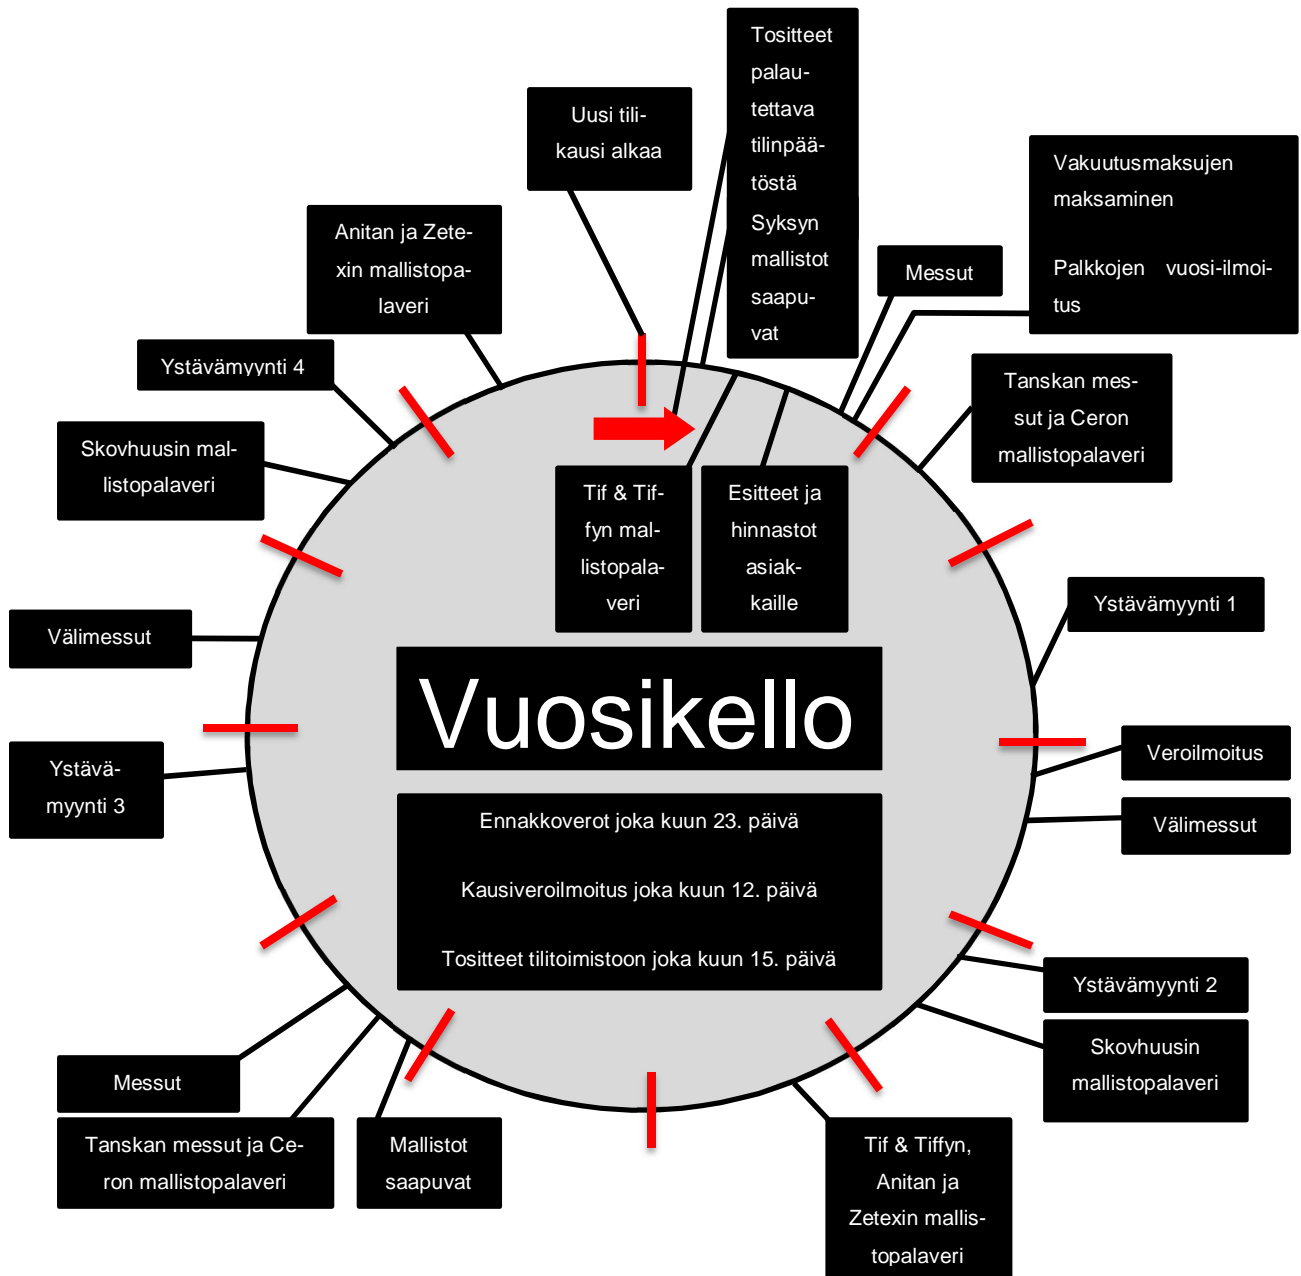 Tositteet
palau-
tettava
tilinpää-
töstä
Syksyn
mallistot
saapu-
vat
Uusi tili-
kausi alkaa
Vakuutusmaksujen
maksaminen
Palkkojen vuosi-ilmoi-
tus
Messut
Anitan ja Zete-
xin mallistopa-
laveri
Ystävämyynti 4
Tanskan mes-
sut ja Ceron
mallistopalaveri
Skovhuusin mal-
listopalaveri
Tif & Tif-
fyn mal-
listopala-
veri
Esitteet ja
hinnastot
asiak-
kaille
Ystävämyynti 1
Välimessut
Vuosikello
Veroilmoitus
Ystävä-
myynti 3
Välimessut
Ennakkoverot joka kuun 23. päivä
Kausiveroilmoitus joka kuun 12. päivä
Tositteet tilitoimistoon joka kuun 15. päivä
Ystävämyynti 2
Skovhuusin
mallistopalaveri
Messut
Tanskan messut ja Ce-
ron mallistopalaveri
Mallistot
saapuvat
Tif & Tiffyn,
Anitan ja
Zetexin mallis-
topalaveri